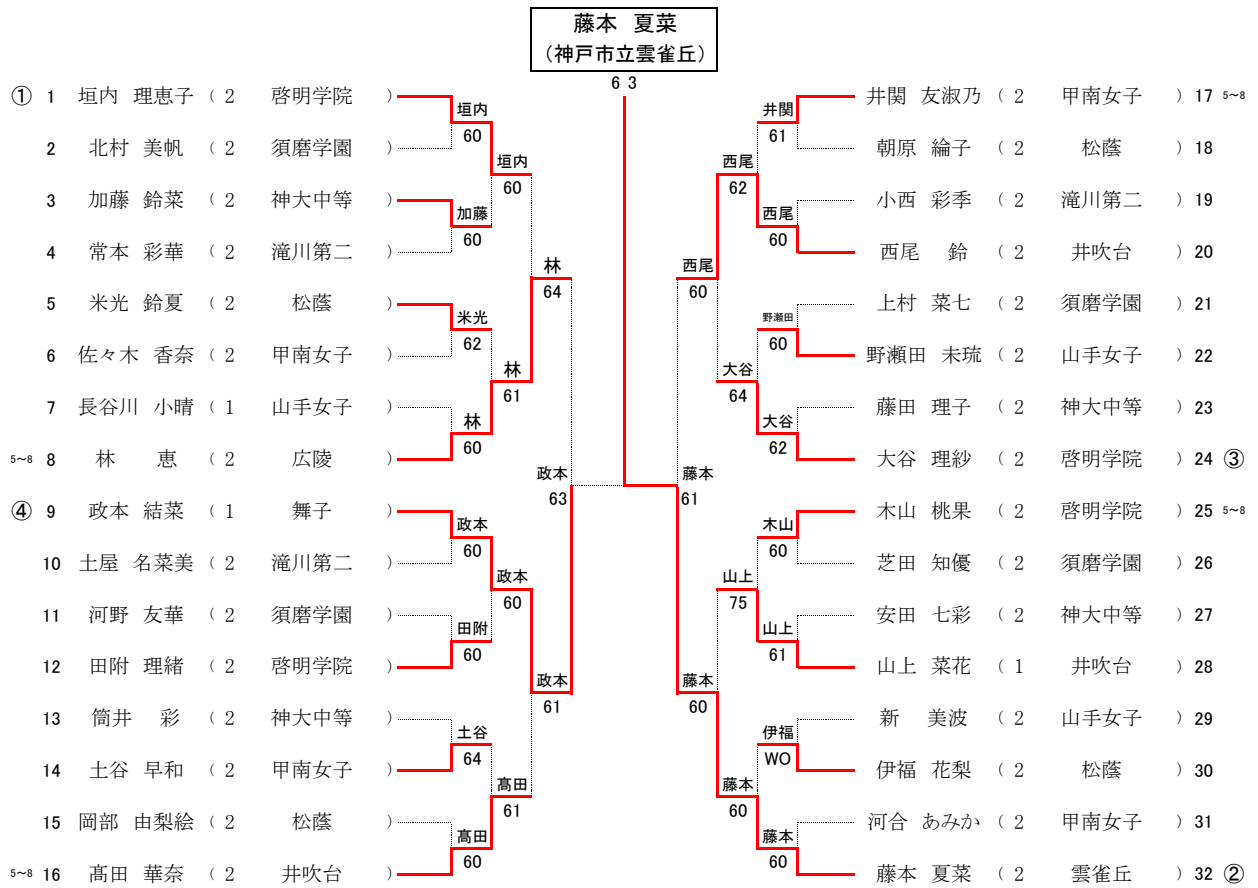 藤本 夏菜
(神戸市立雲雀丘)
6 3
① 1 垣内 理恵子 ( 2 啓明学院 )
2 北村 美帆 ( 2 須磨学園 )
3 加藤 鈴菜 ( 2 神大中等 )
4 常本 彩華 ( 2 滝川第二 )
5 米光 鈴夏 ( 2 松蔭 )
6 佐々木 香奈 ( 2 甲南女子 )
7 長谷川 小晴 ( 1 山手女子 )
5~8 8 林 恵 ( 2 広陵 )
④ 9 政本 結菜 ( 1 舞子 )
10 土屋 名菜美 ( 2 滝川第二 )
11 河野 友華 ( 2 須磨学園 )
12 田附 理緒 ( 2 啓明学院 )
13 筒井 彩 ( 2 神大中等 )
14 土谷 早和 ( 2 甲南女子 )
15 岡部 由梨絵 ( 2 松蔭 )
5~8 16 髙田 華奈 ( 2 井吹台 )
垣内
60
加藤
60
米光
62
林
60
政本
60
田附
60
土谷
64
髙田
60
垣内
60
林
61
政本
60
髙田
61
林
64
政本
61
政本
63
藤本
61
西尾
60
藤本
60
西尾
62
大谷
64
山上
75
藤本
60
井関
61
西尾
60
野瀬田
60
大谷
62
木山
60
山上
61
伊福
WO
藤本
60
井関 友淑乃 ( 2 甲南女子 ) 17 5~8
朝原 綸子 ( 2 松蔭 ) 18
小西 彩季 ( 2 滝川第二 ) 19
西尾 鈴 ( 2 井吹台 ) 20
上村 菜七 ( 2 須磨学園 ) 21
野瀬田 未琉 ( 2 山手女子 ) 22
藤田 理子 ( 2 神大中等 ) 23
大谷 理紗 ( 2 啓明学院 ) 24 ③
木山 桃果 ( 2 啓明学院 ) 25 5~8
芝田 知優 ( 2 須磨学園 ) 26
安田 七彩 ( 2 神大中等 ) 27
山上 菜花 ( 1 井吹台 ) 28
新 美波 ( 2 山手女子 ) 29
伊福 花梨 ( 2 松蔭 ) 30
河合 あみか ( 2 甲南女子 ) 31
藤本 夏菜 ( 2 雲雀丘 ) 32 ②